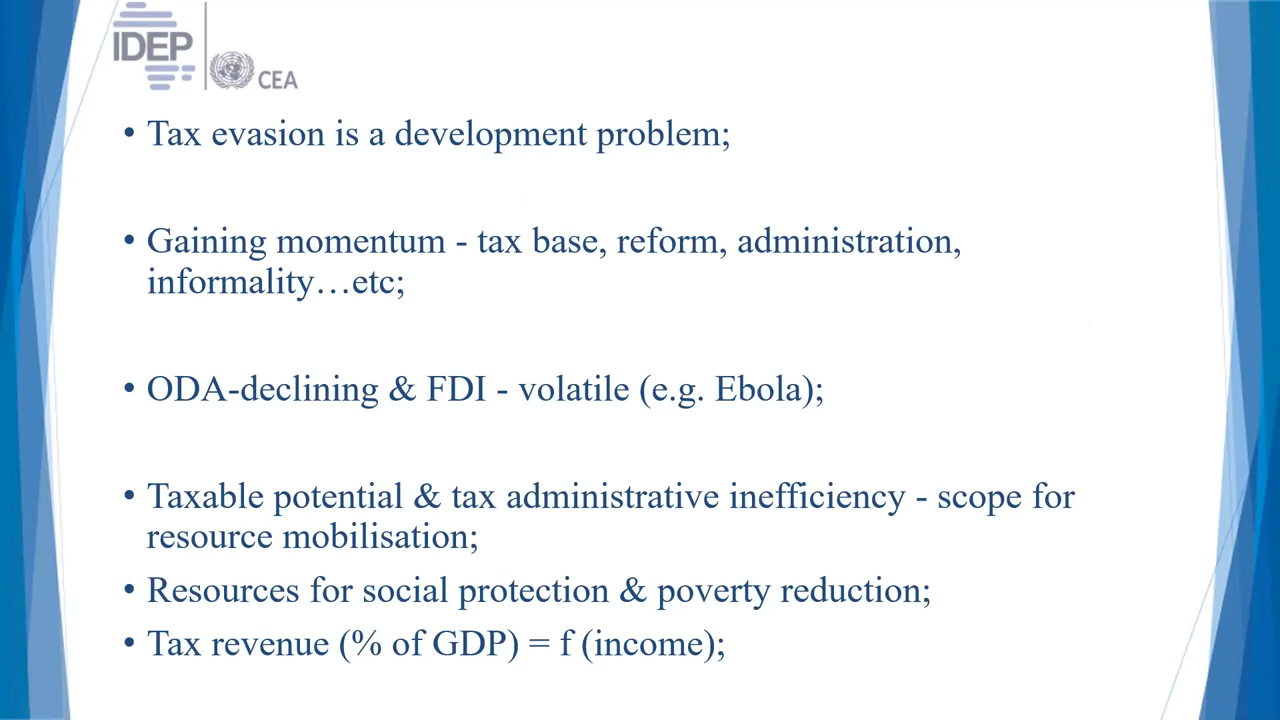 IDEP
CEA
• Tax evasion is a development problem;
• Gaining momentum - tax base, reform, administration,
informality…etc;
• ODA-declining & FDI - volatile (e.g. Ebola);
• Taxable potential & tax administrative inefficiency - scope for
resource mobilisation;
• Resources for social protection & poverty reduction;
• Tax revenue (% of GDP) = f (income);